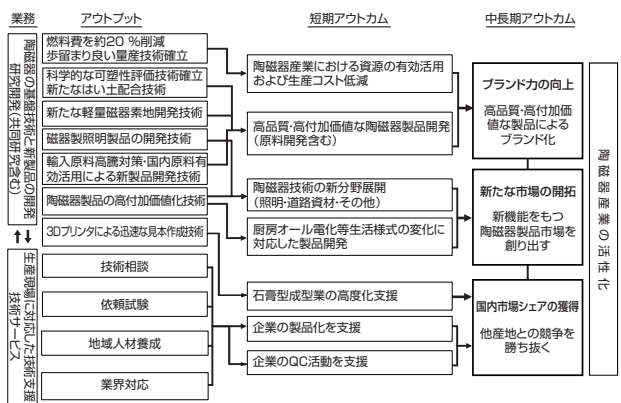 業務
アウトプット
短期アウトカム
中長期アウトカム
陶磁器の基盤技術と新製品の開発
研究開発(共同研究含む)
生産現場に対応した技術支援
技術サービス
燃料費を約20 %削減
歩留まり良い量産技術確立
科学的な可塑性評価技術確立
新たなはい土配合技術
新たな軽量磁器素地開発技術
磁器製照明製品の開発技術
輸入原料高騰対策・国内原料有
効活用による新製品開発技術
陶磁器製品の高付加価値化技術
3Dプリンタによる迅速な見本作成技術
技術相談
依頼試験
地域人材養成
業界対応
陶磁器産業における資源の有効活用
および生産コスト低減
高品質・高付加価値な陶磁器製品開発
(原料開発含む)
陶磁器技術の新分野展開
(照明・道路資材・その他)
厨房オール電化等生活様式の変化に
対応した製品開発
石膏型成型業の高度化支援
企業の製品化を支援
企業のQC活動を支援
ブランド力の向上
高品質・高付加価
値な製品による
ブランド化
新たな市場の開拓
新機能をもつ
陶磁器製品市場を
創り出す
国内市場シェアの獲得
他産地との競争を
勝ち抜く
陶磁器産業の活性化